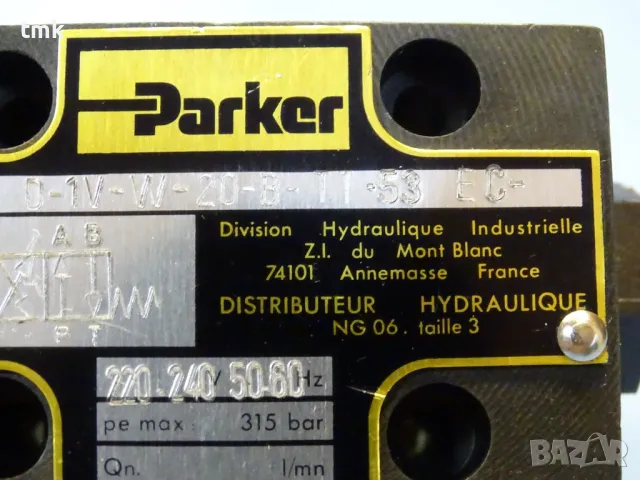 tmk
Parker
D-1V-W-20-B-T1-53 EC-
Division Hydraulique Industrielle
Z.I. du Mont Blanc
74101 Annemasse France
DISTRIBUTEUR HYDRAULIQUE
NG 06. taille 3
A B
P T
220-240 V 50-60 Hz
pe max: 315 bar
Qn. l/mn
BAZAR